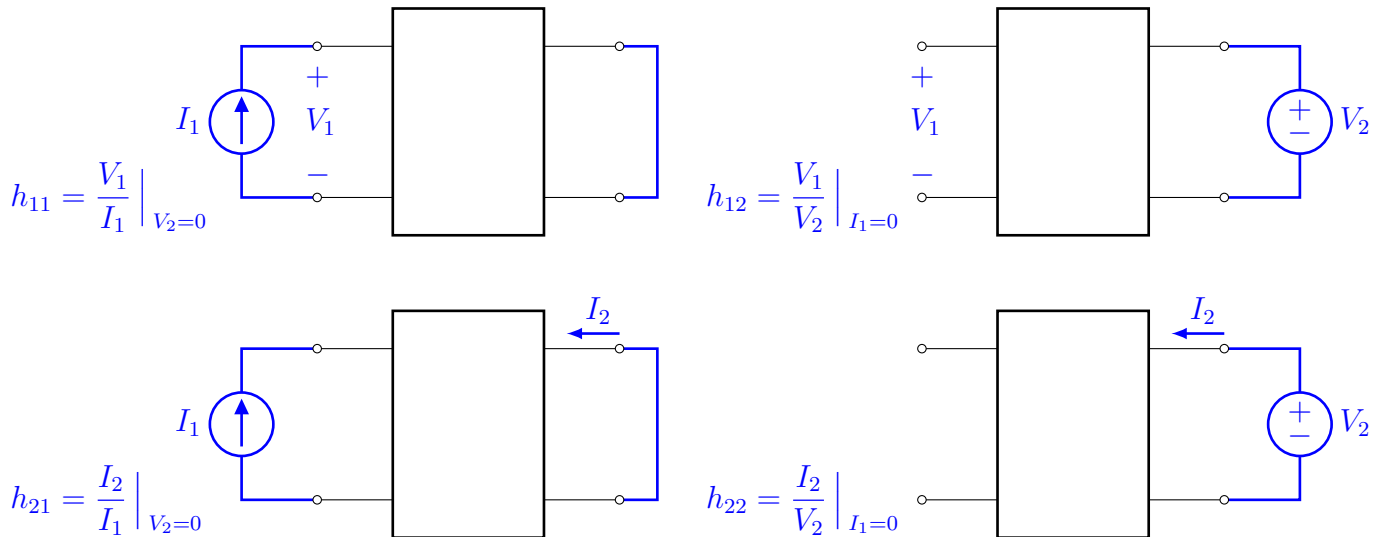 I₁ + V₁ −
h₁₁ = V₁/I₁ |_{V₂=0}
+ V₁ − + − V₂
h₁₂ = V₁/V₂ |_{I₁=0}
I₂
I₁
h₂₁ = I₂/I₁ |_{V₂=0}
I₂
+ − V₂
h₂₂ = I₂/V₂ |_{I₁=0}